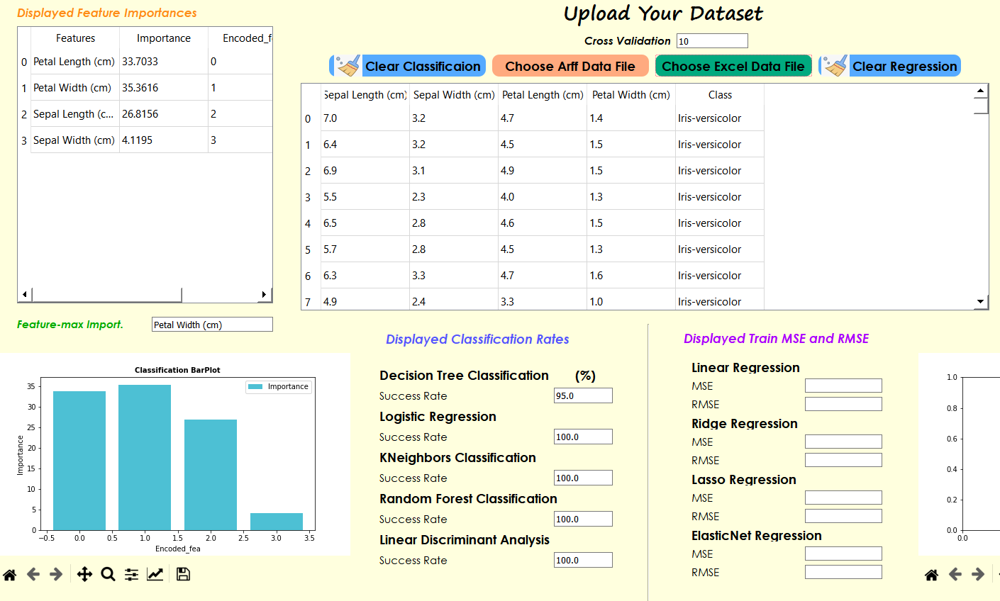 Displayed Feature Importances
Features Importance Encoded_f
0 Petal Length (cm) 33.7033 0
1 Petal Width (cm) 35.3616 1
2 Sepal Length (c... 26.8156 2
3 Sepal Width (cm) 4.1195 3
Feature-max Import. Petal Width (cm)
Upload Your Dataset
Cross Validation 10
Clear Classificaion Choose Arff Data File Choose Excel Data File Clear Regression
Sepal Length (cm) Sepal Width (cm) Petal Length (cm) Petal Width (cm) Class
0 7.0 3.2 4.7 1.4 Iris-versicolor
1 6.4 3.2 4.5 1.5 Iris-versicolor
2 6.9 3.1 4.9 1.5 Iris-versicolor
3 5.5 2.3 4.0 1.3 Iris-versicolor
4 6.5 2.8 4.6 1.5 Iris-versicolor
5 5.7 2.8 4.5 1.3 Iris-versicolor
6 6.3 3.3 4.7 1.6 Iris-versicolor
7 4.9 2.4 3.3 1.0 Iris-versicolor
Classification BarPlot
Importance
35
30
25
20
15
10
5
0
Importance
−0.5 0.0 0.5 1.0 1.5 2.0 2.5 3.0 3.5
Encoded_fea
Displayed Classification Rates
Decision Tree Classification (%)
Success Rate 95.0
Logistic Regression
Success Rate 100.0
KNeighbors Classification
Success Rate 100.0
Random Forest Classification
Success Rate 100.0
Linear Discriminant Analysis
Success Rate 100.0
Displayed Train MSE and RMSE
Linear Regression
MSE
RMSE
Ridge Regression
MSE
RMSE
Lasso Regression
MSE
RMSE
ElasticNet Regression
MSE
RMSE
1.0
0.8
0.6
0.4
0.2
0.0
0.0